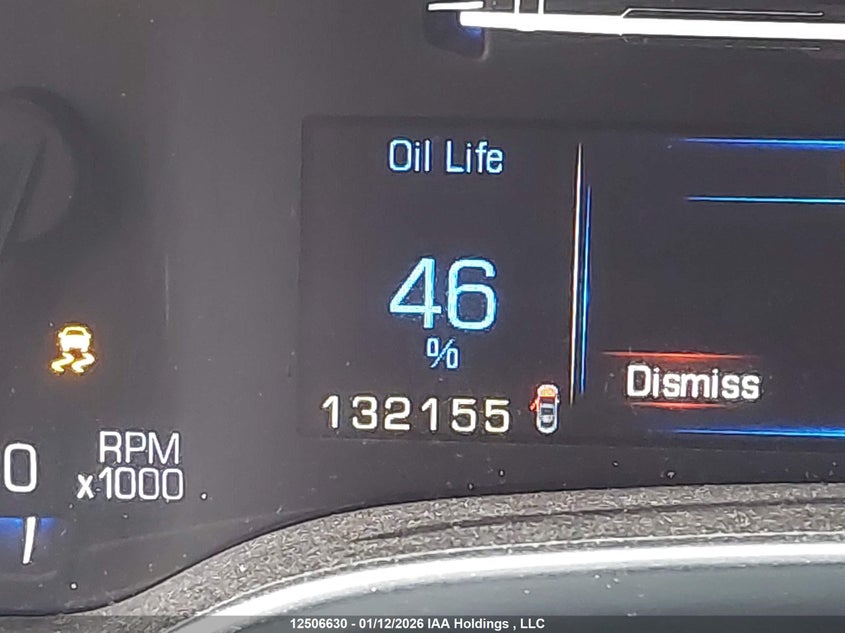 Oil Life
46
%
132155
Dismiss
0
RPM
x1000
12506630 - 01/12/2026 IAA Holdings , LLC